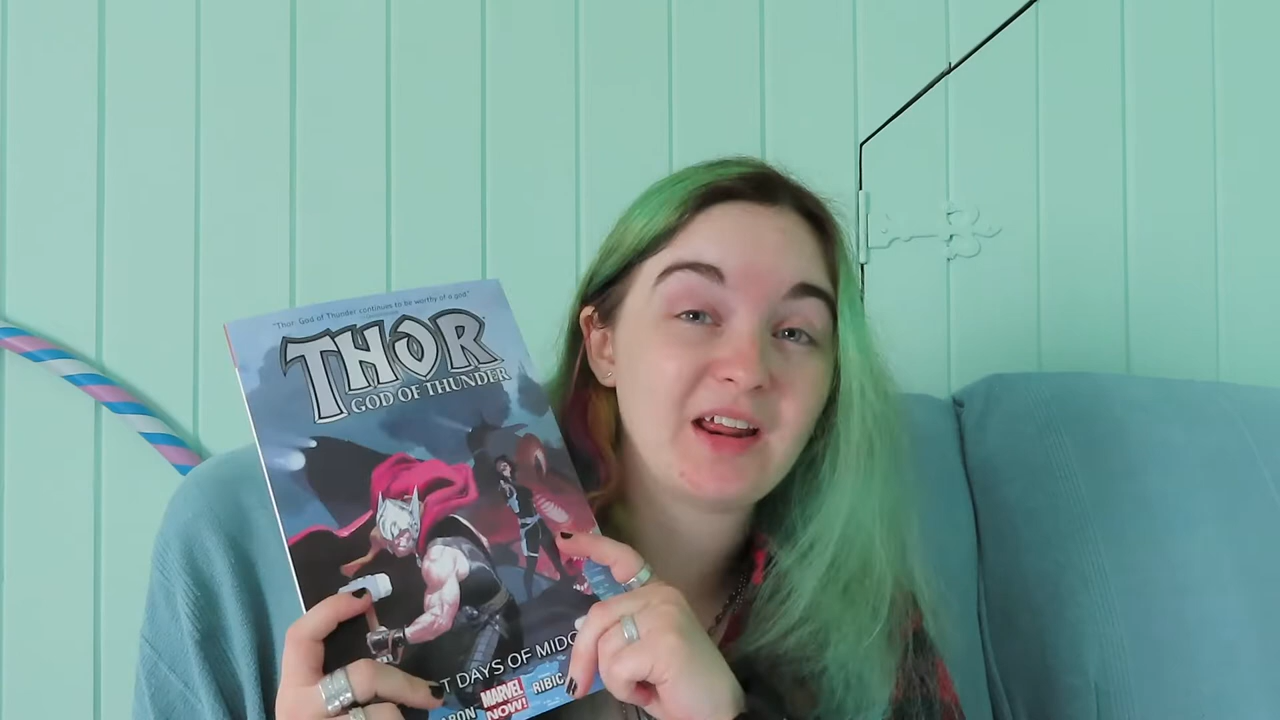 "Thor: God of Thunder continues to be worthy of a god."
THOR
GOD OF THUNDER
T DAYS OF MIDG
ARON MARVEL NOW! RIBIC